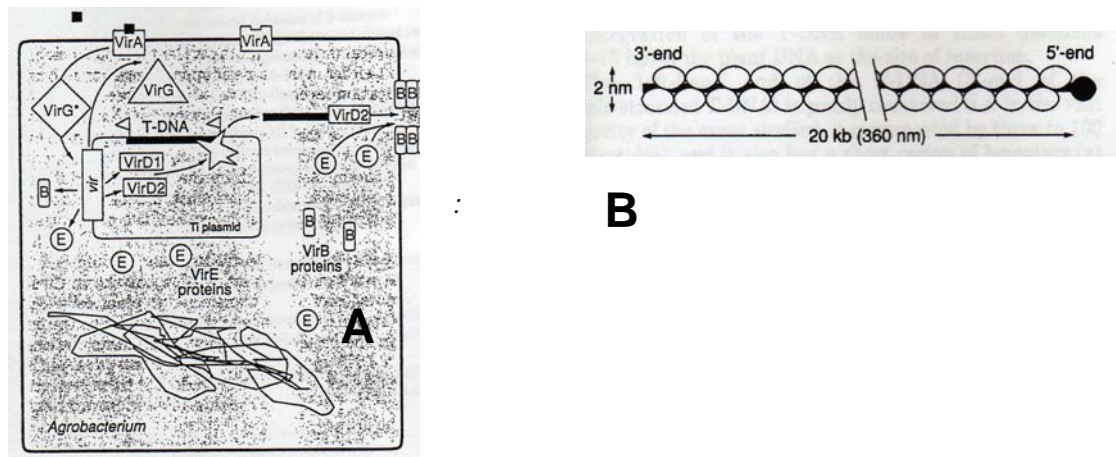 VirA
VirA
VirG
VirG*
B B
T-DNA
VirD2
B B
E E
vir
VirD1
VirD2
B
E
Ti plasmid
E
E
VirE
proteins
B
B
VirB
proteins
E
A
Agrobacterium
:
3'-end
5'-end
2 nm
20 kb (360 nm)
B